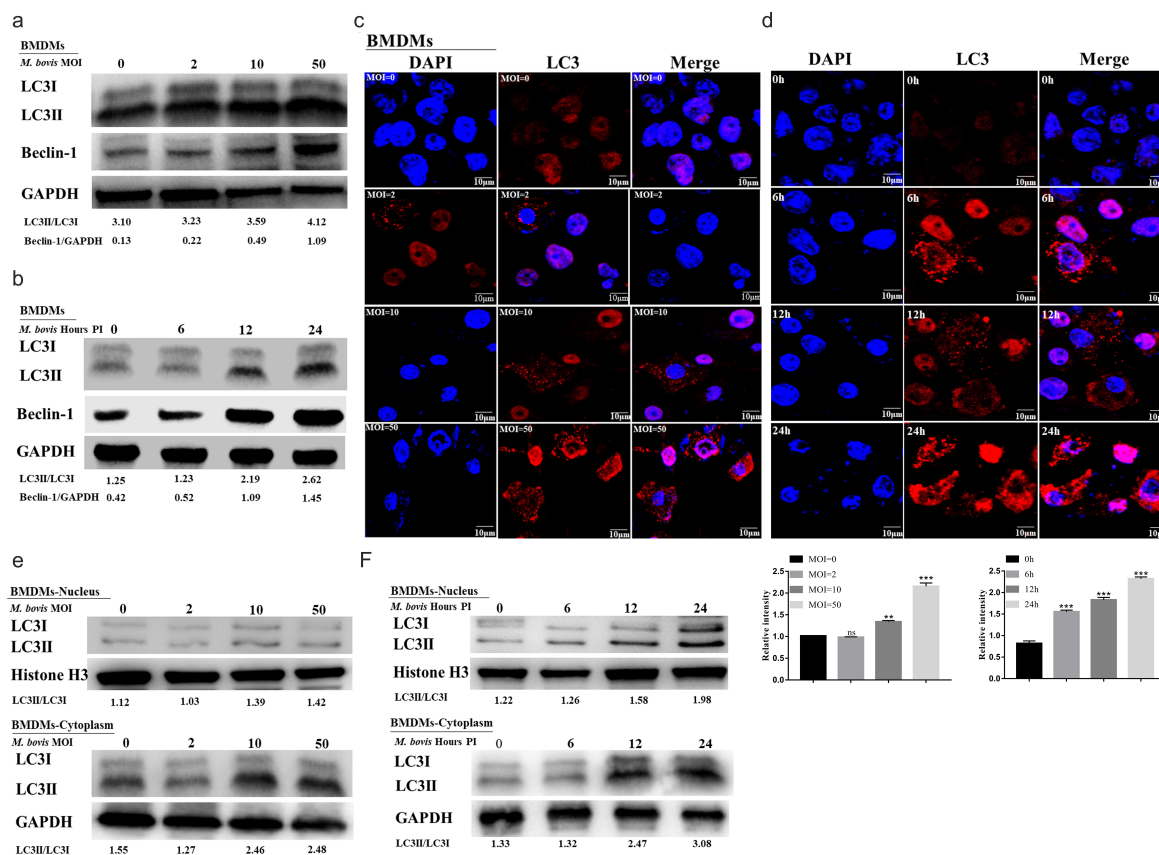 a
BMDMs
M. bovis MOI 0 2 10 50
LC3I
LC3II
Beclin-1
GAPDH
LC3II/LC3I 3.10 3.23 3.59 4.12
Beclin-1/GAPDH 0.13 0.22 0.49 1.09
b
BMDMs
M. bovis Hours PI 0 6 12 24
LC3I
LC3II
Beclin-1
GAPDH
LC3II/LC3I 1.25 1.23 2.19 2.62
Beclin-1/GAPDH 0.42 0.52 1.09 1.45
c
BMDMs
DAPI LC3 Merge
MOI=0 MOI=0 MOI=0
10μm 10μm 10μm
MOI=2 MOI=2 MOI=2
10μm 10μm 10μm
MOI=10 MOI=10 MOI=10
10μm 10μm 10μm
MOI=50 MOI=50 MOI=50
10μm 10μm 10μm
d
DAPI LC3 Merge
0h 0h 0h
10μm 10μm 10μm
6h 6h 6h
10μm 10μm 10μm
12h 12h 12h
10μm 10μm 10μm
24h 24h 24h
10μm 10μm 10μm
Relative intensity
2.5
2.0
1.5
1.0
0.5
0.0
MOI=0
MOI=2
MOI=10
MOI=50
ns ** ***
Relative intensity
2.5
2.0
1.5
1.0
0.5
0.0
0h
6h
12h
24h
*** *** ***
e
BMDMs-Nucleus
M. bovis MOI 0 2 10 50
LC3I
LC3II
Histone H3
LC3II/LC3I 1.12 1.03 1.39 1.42
BMDMs-Cytoplasm
M. bovis MOI 0 2 10 50
LC3I
LC3II
GAPDH
LC3II/LC3I 1.55 1.27 2.46 2.48
F
BMDMs-Nucleus
M. bovis Hours PI 0 6 12 24
LC3I
LC3II
Histone H3
LC3II/LC3I 1.22 1.26 1.58 1.98
BMDMs-Cytoplasm
M. bovis Hours PI 0 6 12 24
LC3I
LC3II
GAPDH
LC3II/LC3I 1.33 1.32 2.47 3.08